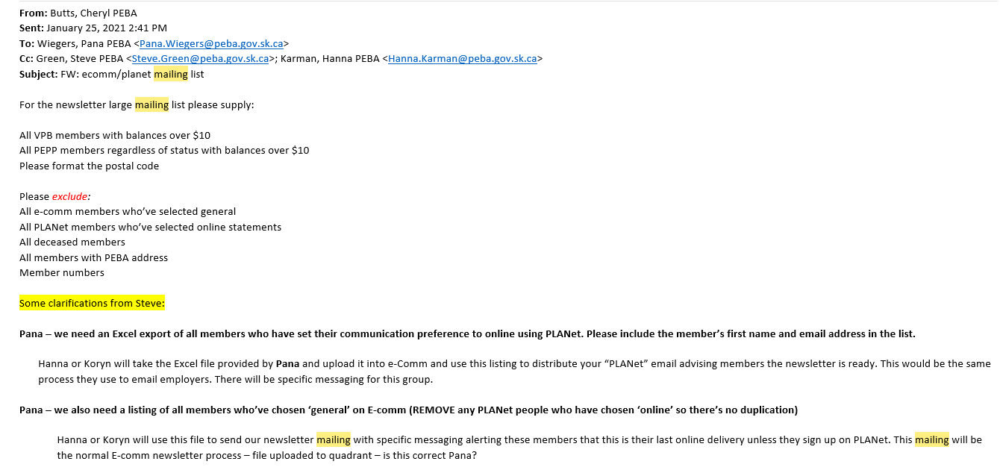 From: Butts, Cheryl PEBA
Sent: January 25, 2021 2:41 PM
To: Wiegers, Pana PEBA <Pana.Wiegers@peba.gov.sk.ca>
Cc: Green, Steve PEBA <Steve.Green@peba.gov.sk.ca>; Karman, Hanna PEBA <Hanna.Karman@peba.gov.sk.ca>
Subject: FW: ecomm/planet mailing list
For the newsletter large mailing list please supply:
All VPB members with balances over $10
All PEPP members regardless of status with balances over $10
Please format the postal code
Please exclude:
All e-comm members who’ve selected general
All PLANet members who’ve selected online statements
All deceased members
All members with PEBA address
Member numbers
Some clarifications from Steve:
Pana – we need an Excel export of all members who have set their communication preference to online using PLANet. Please include the member’s first name and email address in the list.
Hanna or Koryn will take the Excel file provided by Pana and upload it into e-Comm and use this listing to distribute your “PLANet” email advising members the newsletter is ready. This would be the same
process they use to email employers. There will be specific messaging for this group.
Pana – we also need a listing of all members who’ve chosen ‘general’ on E-comm (REMOVE any PLANet people who have chosen ‘online’ so there’s no duplication)
Hanna or Koryn will use this file to send our newsletter mailing with specific messaging alerting these members that this is their last online delivery unless they sign up on PLANet. This mailing will be
the normal E-comm newsletter process – file uploaded to quadrant – is this correct Pana?